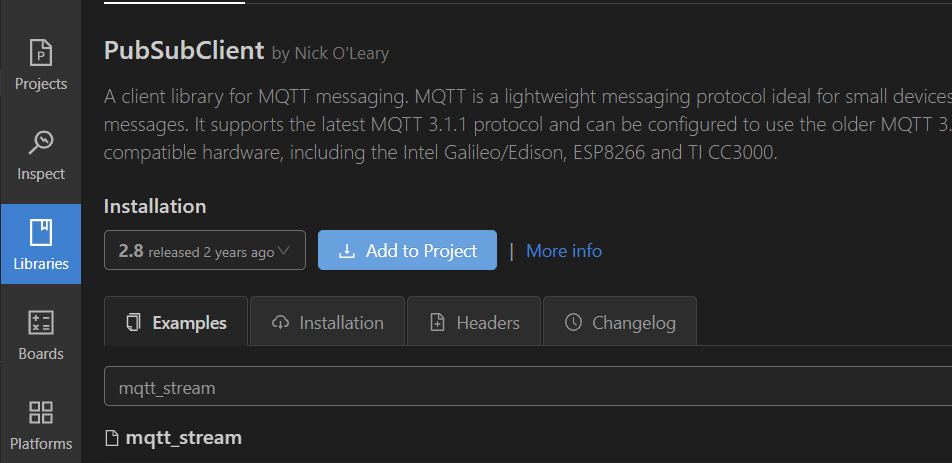 Projects
Inspect
Libraries
Boards
Platforms
PubSubClient by Nick O'Leary
A client library for MQTT messaging. MQTT is a lightweight messaging protocol ideal for small devices
messages. It supports the latest MQTT 3.1.1 protocol and can be configured to use the older MQTT 3.
compatible hardware, including the Intel Galileo/Edison, ESP8266 and TI CC3000.
Installation
2.8 released 2 years ago
Add to Project | More info
Examples
Installation
Headers
Changelog
mqtt_stream
mqtt_stream